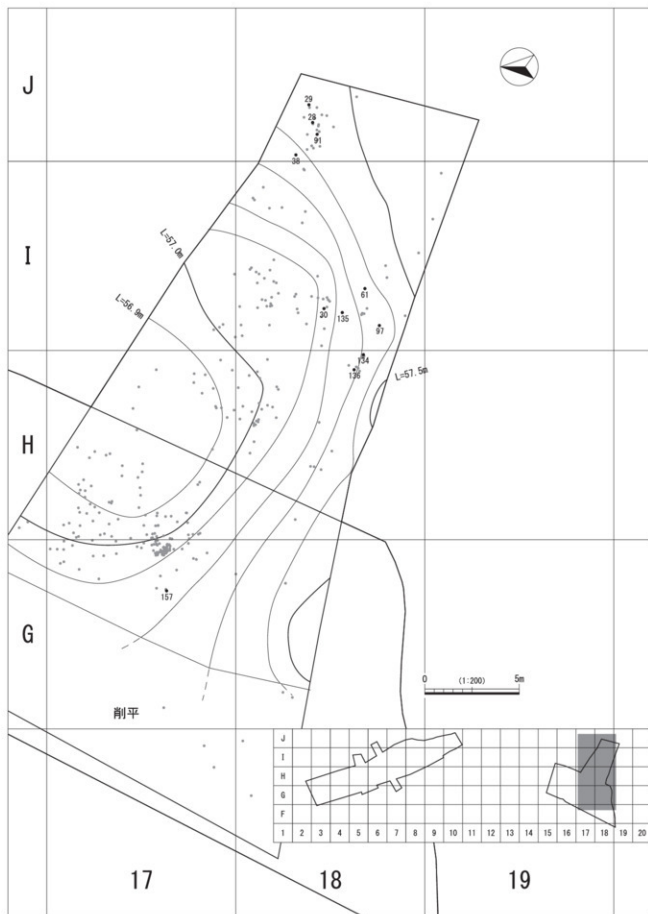 J
29
28
91
38
I
L=57.0m
L=56.9m
61
30
135
97
134
136
L=57.5m
H
157
G
0 (1:200) 5m
削平
J
I
H
G
F
1 2 3 4 5 6 7 8 9 10 11 12 13 14 15 16 17 18 19 20
17 18 19